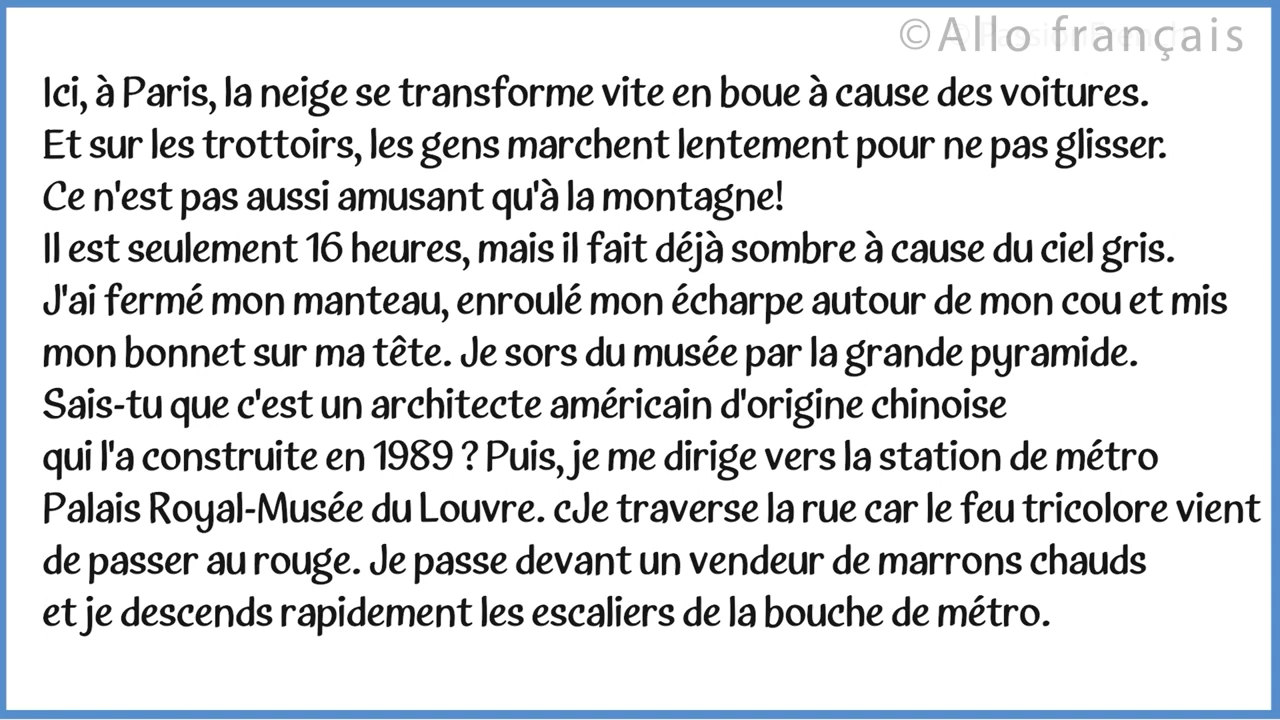 ©Allo français
Ici, à Paris, la neige se transforme vite en boue à cause des voitures.
Et sur les trottoirs, les gens marchent lentement pour ne pas glisser.
Ce n'est pas aussi amusant qu'à la montagne!
Il est seulement 16 heures, mais il fait déjà sombre à cause du ciel gris.
J'ai fermé mon manteau, enroulé mon écharpe autour de mon cou et mis
mon bonnet sur ma tête. Je sors du musée par la grande pyramide.
Sais-tu que c'est un architecte américain d'origine chinoise
qui l'a construite en 1989 ? Puis, je me dirige vers la station de métro
Palais Royal-Musée du Louvre. cJe traverse la rue car le feu tricolore vient
de passer au rouge. Je passe devant un vendeur de marrons chauds
et je descends rapidement les escaliers de la bouche de métro.